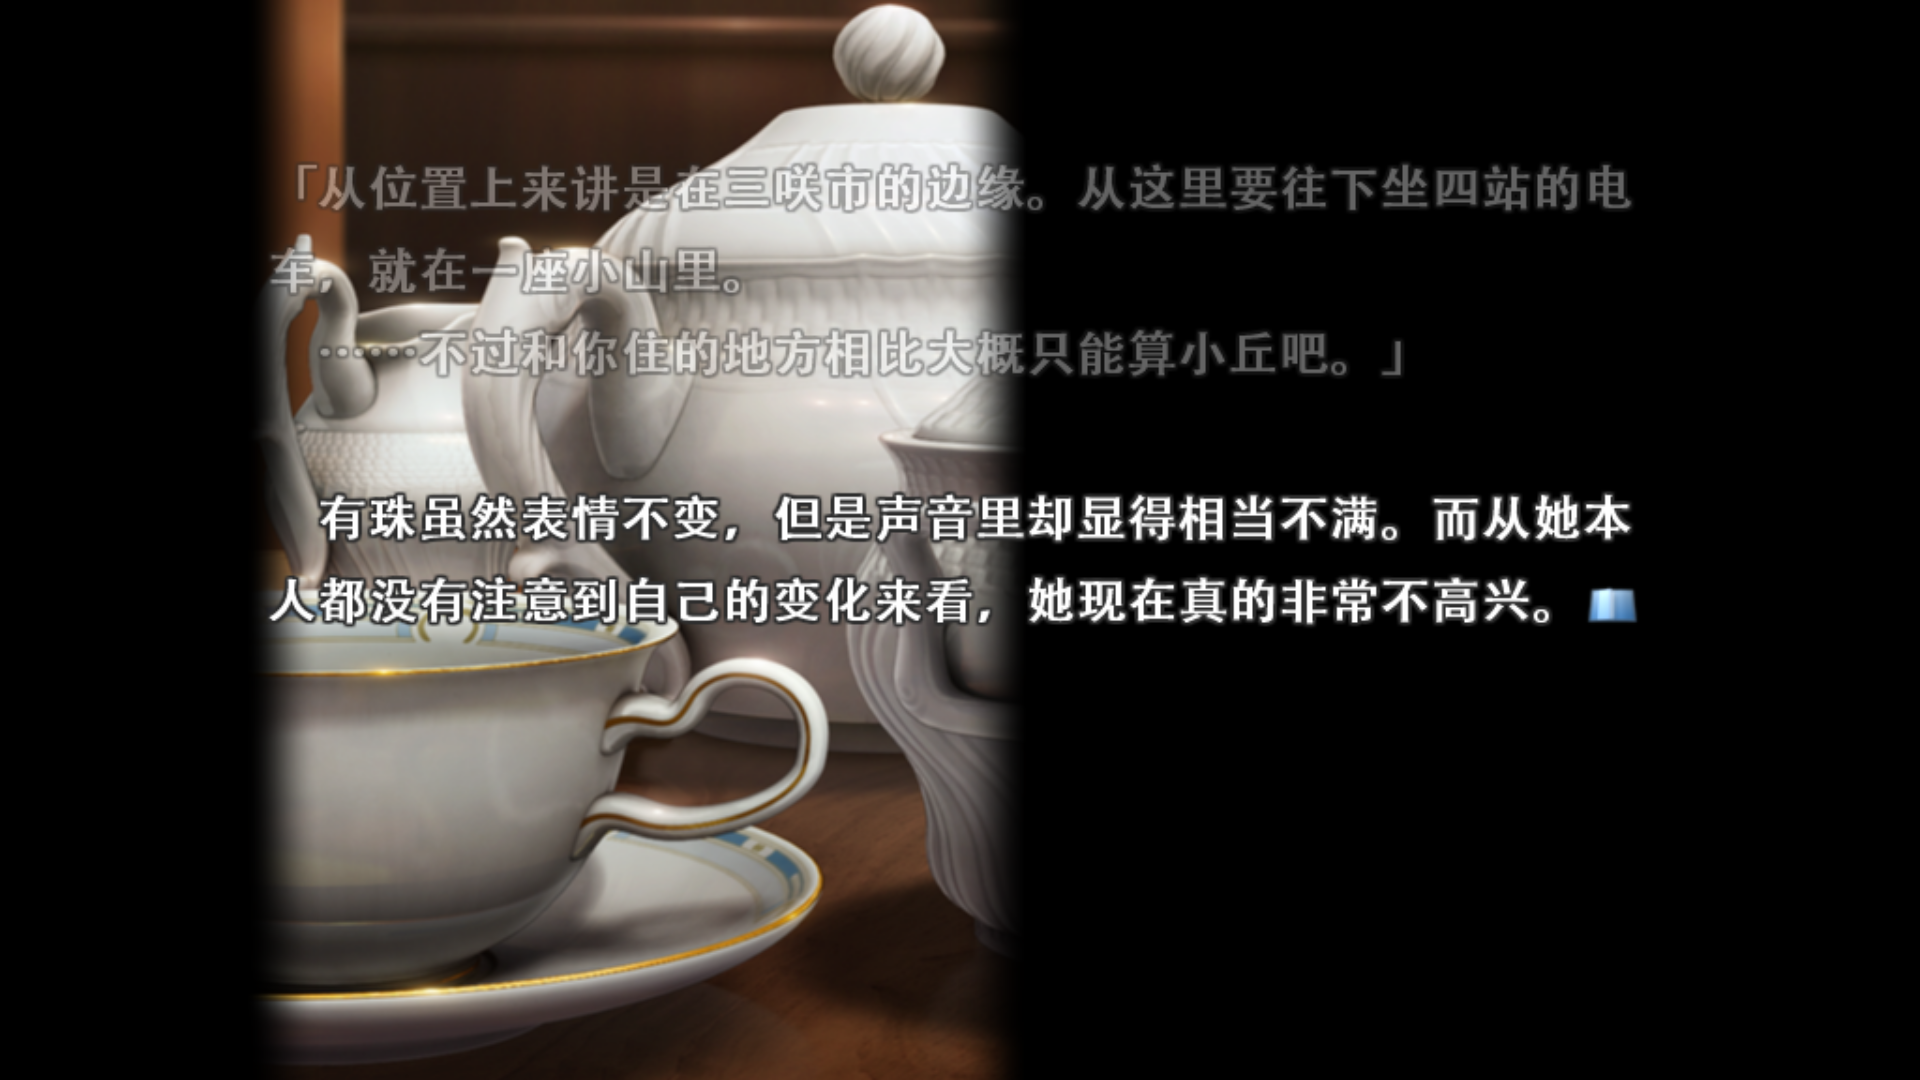 「从位置上来讲是在三咲市的边缘。从这里要往下坐四站的电
车，就在一座小山里。
……不过和你住的地方相比大概只能算小丘吧。」
有珠虽然表情不变，但是声音里却显得相当不满。而从她本
人都没有注意到自己的变化来看，她现在真的非常不高兴。